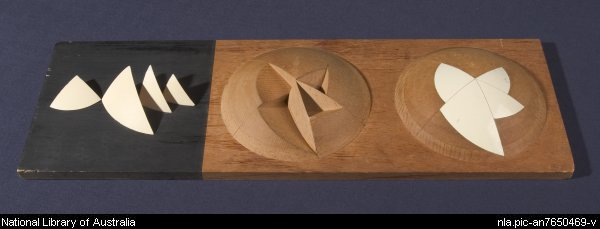 National Library of Australia
nla.pic-an7650469-v